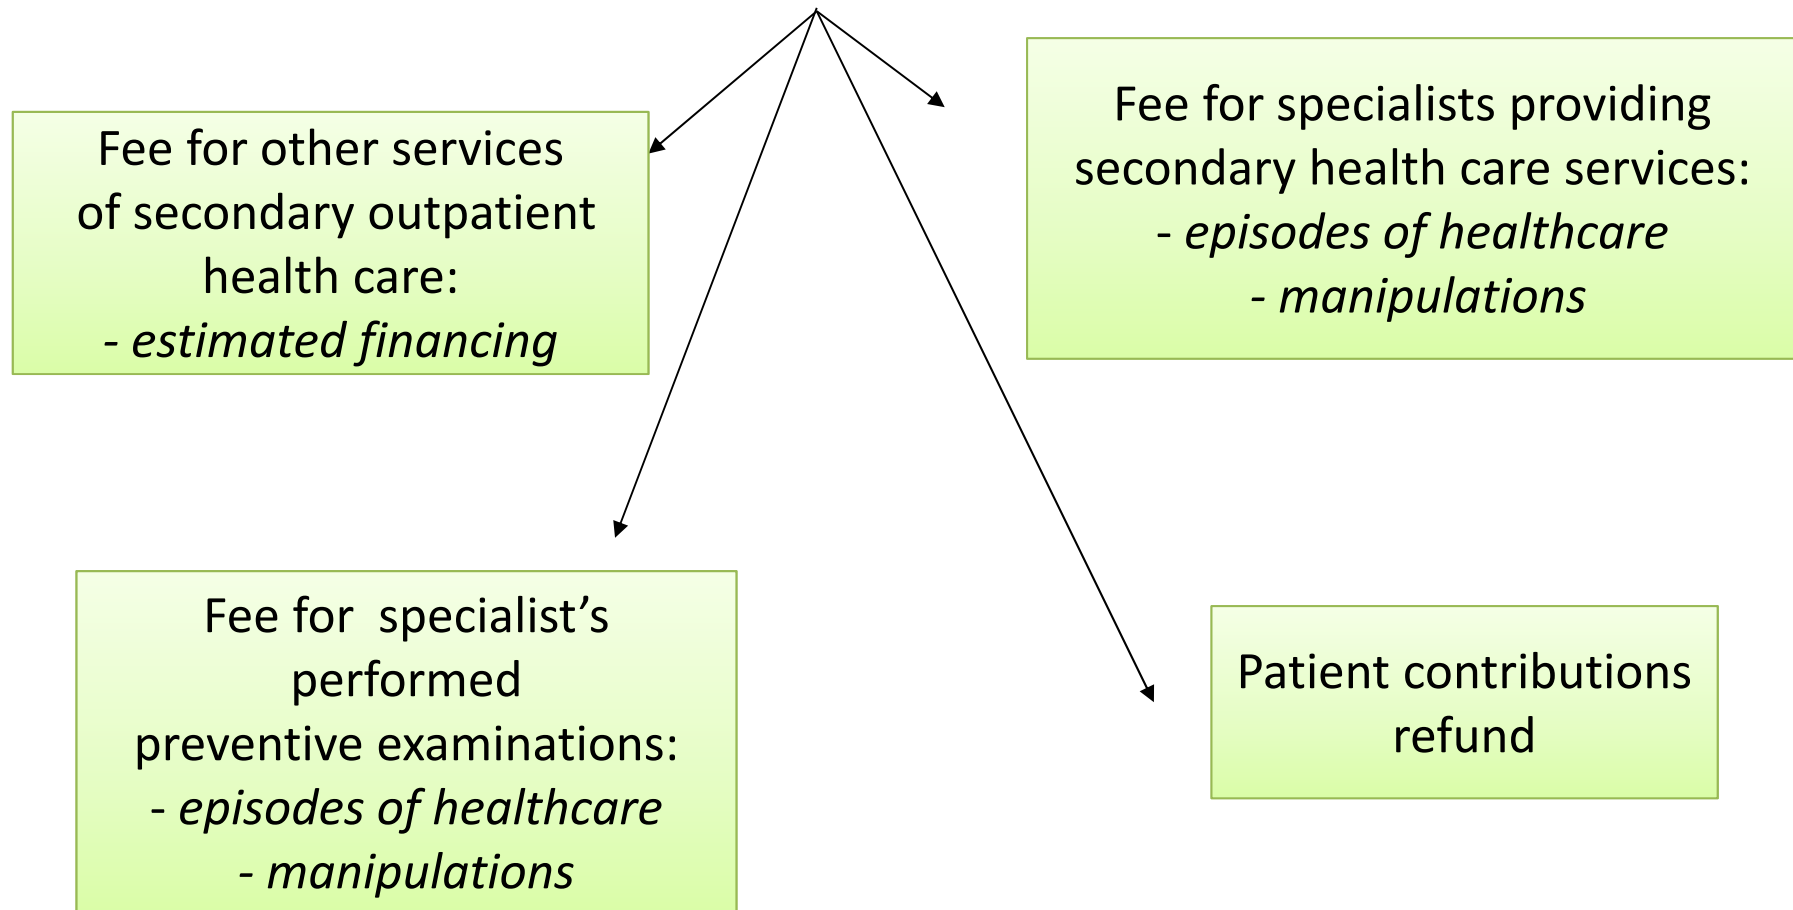 Fee for other services
of secondary outpatient
health care:
- estimated financing
Fee for specialists providing
secondary health care services:
- episodes of healthcare
- manipulations
Fee for  specialist’s
performed
preventive examinations:
- episodes of healthcare
- manipulations
Patient contributions
refund